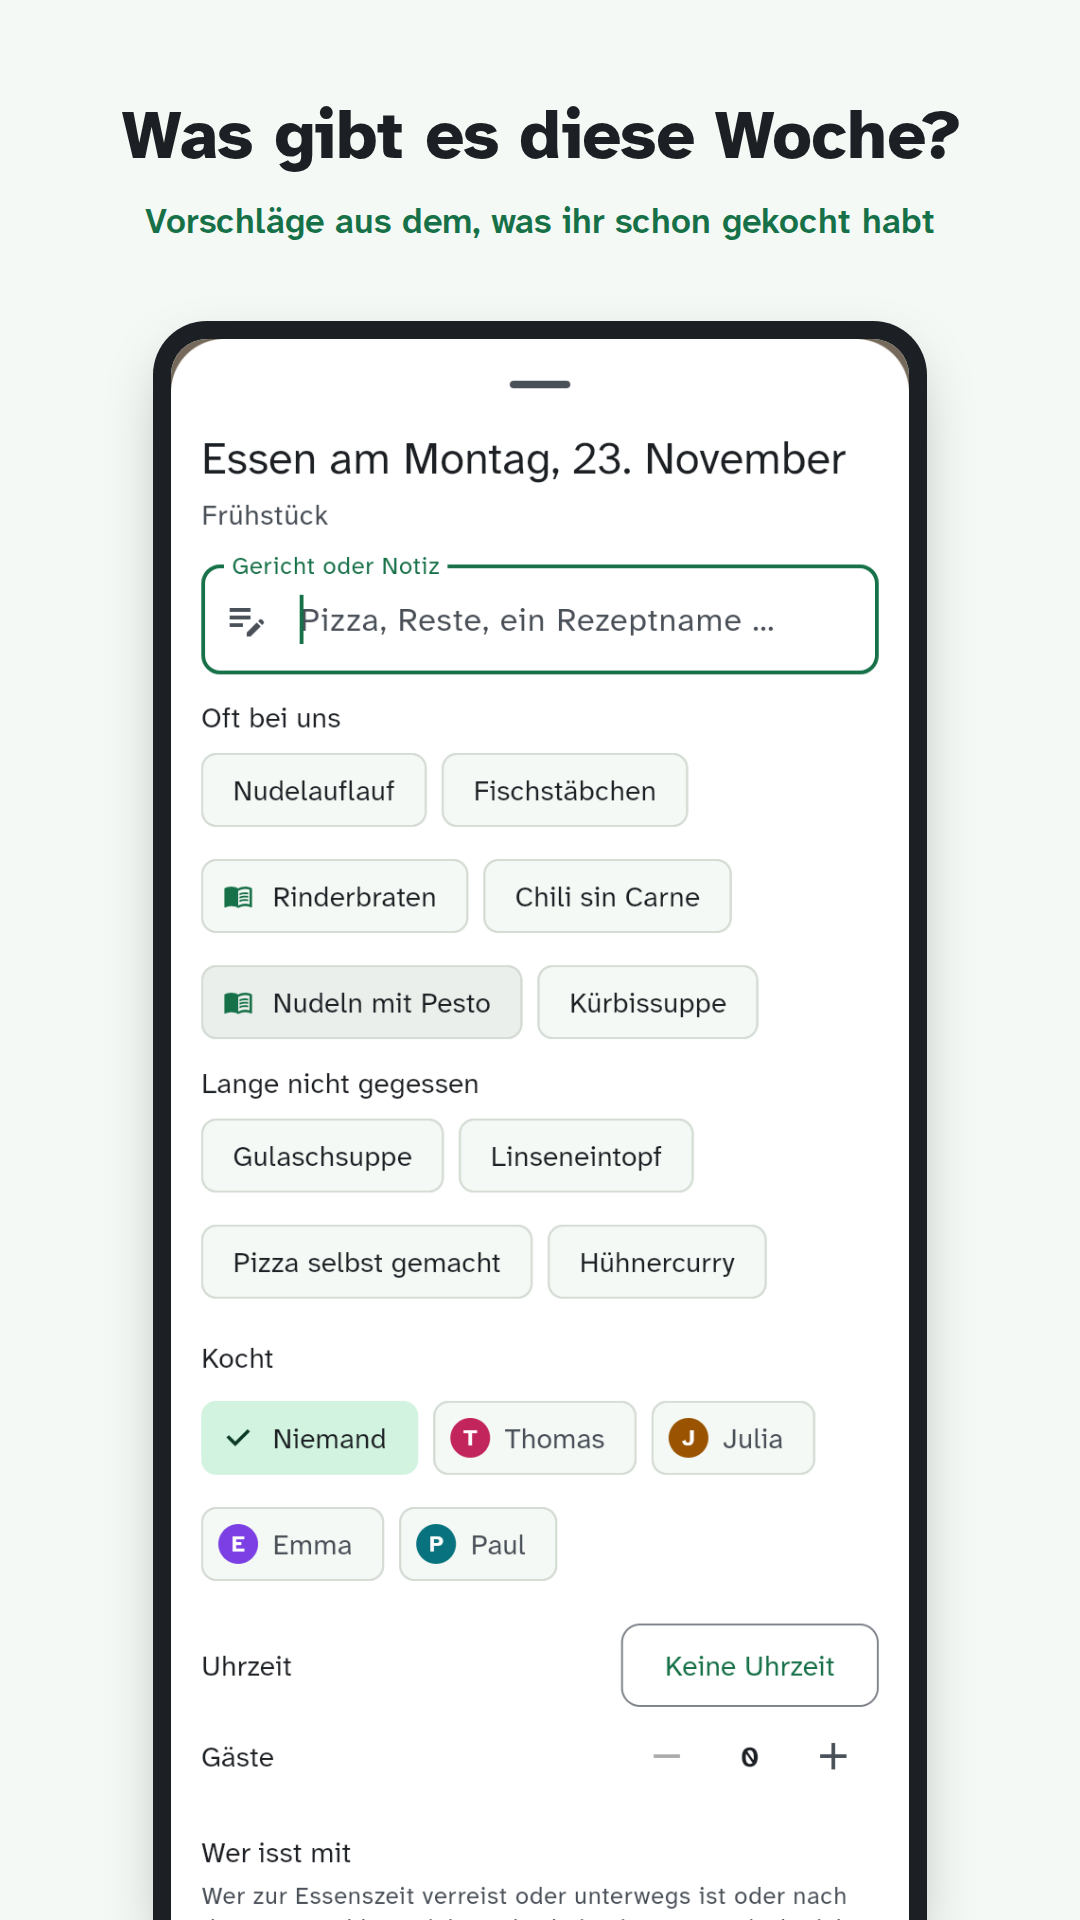 Was gibt es diese Woche?
Vorschläge aus dem, was ihr schon gekocht habt
Essen am Montag, 23. November
Frühstück
Gericht oder Notiz
Pizza, Reste, ein Rezeptname ...
Oft bei uns
Nudelauflauf Fischstäbchen
Rinderbraten Chili sin Carne
Nudeln mit Pesto Kürbissuppe
Lange nicht gegessen
Gulaschsuppe Linseneintopf
Pizza selbst gemacht Hühnercurry
Kocht
Niemand T Thomas J Julia
E Emma P Paul
Uhrzeit Keine Uhrzeit
Gäste — 0 +
Wer isst mit
Wer zur Essenszeit verreist oder unterwegs ist oder nach